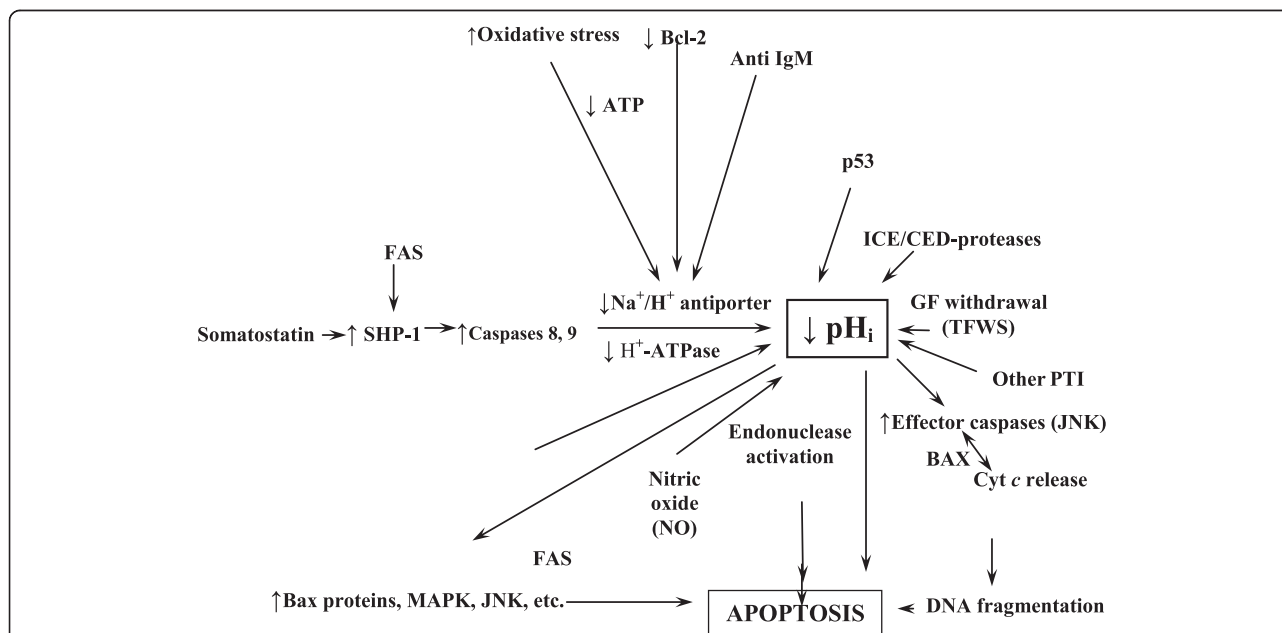 ↑Oxidative stress
↓ Bcl-2
Anti IgM
↓ ATP
p53
ICE/CED-proteases
FAS
↓Na⁺/H⁺ antiporter
GF withdrawal
(TFWS)
Somatostatin
↑ SHP-1
↑Caspases 8, 9
↓ pHᵢ
↓ H⁺-ATPase
Other PTI
↑Effector caspases (JNK)
Endonuclease
activation
BAX
Cyt c release
Nitric
oxide
(NO)
FAS
↑Bax proteins, MAPK, JNK, etc.
APOPTOSIS
DNA fragmentation